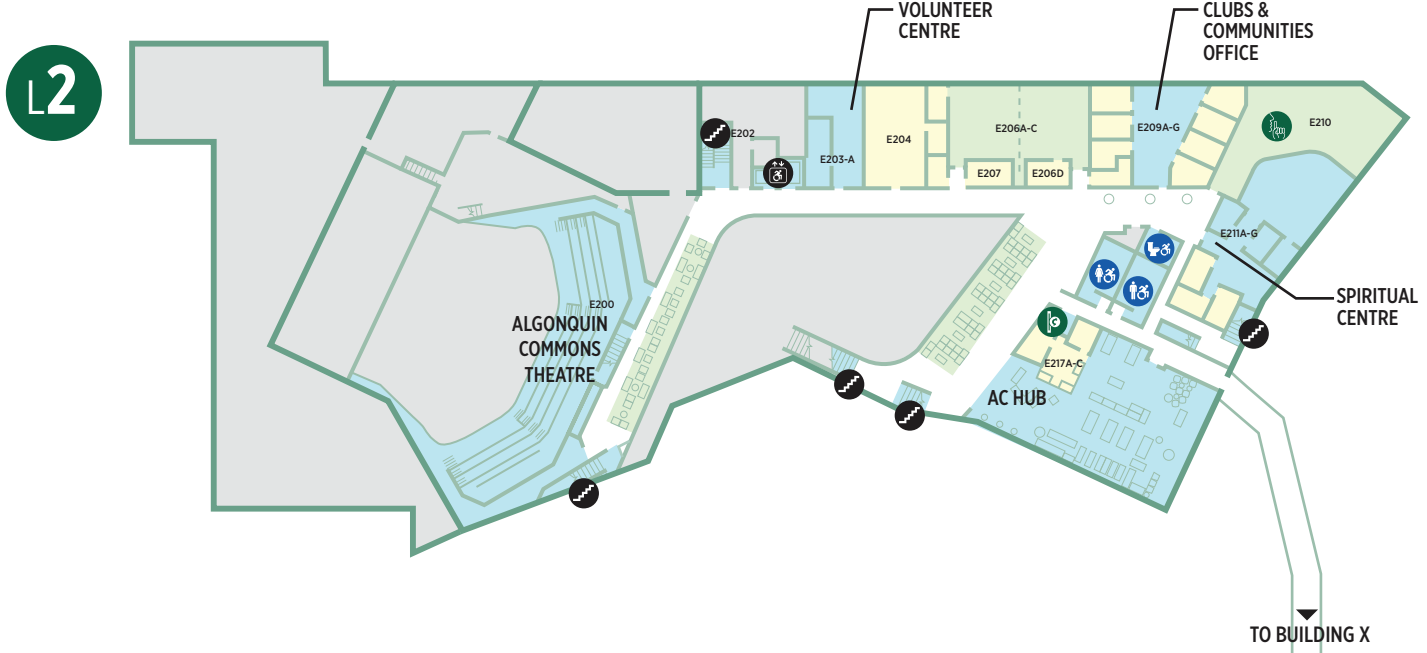 L2
VOLUNTEER
CENTRE
CLUBS &
COMMUNITIES
OFFICE
E202
E203-A
E204
E206A-C
E207
E206D
E209A-G
E210
E211A-G
SPIRITUAL
CENTRE
E200
ALGONQUIN
COMMONS
THEATRE
E217A-C
AC HUB
TO BUILDING X